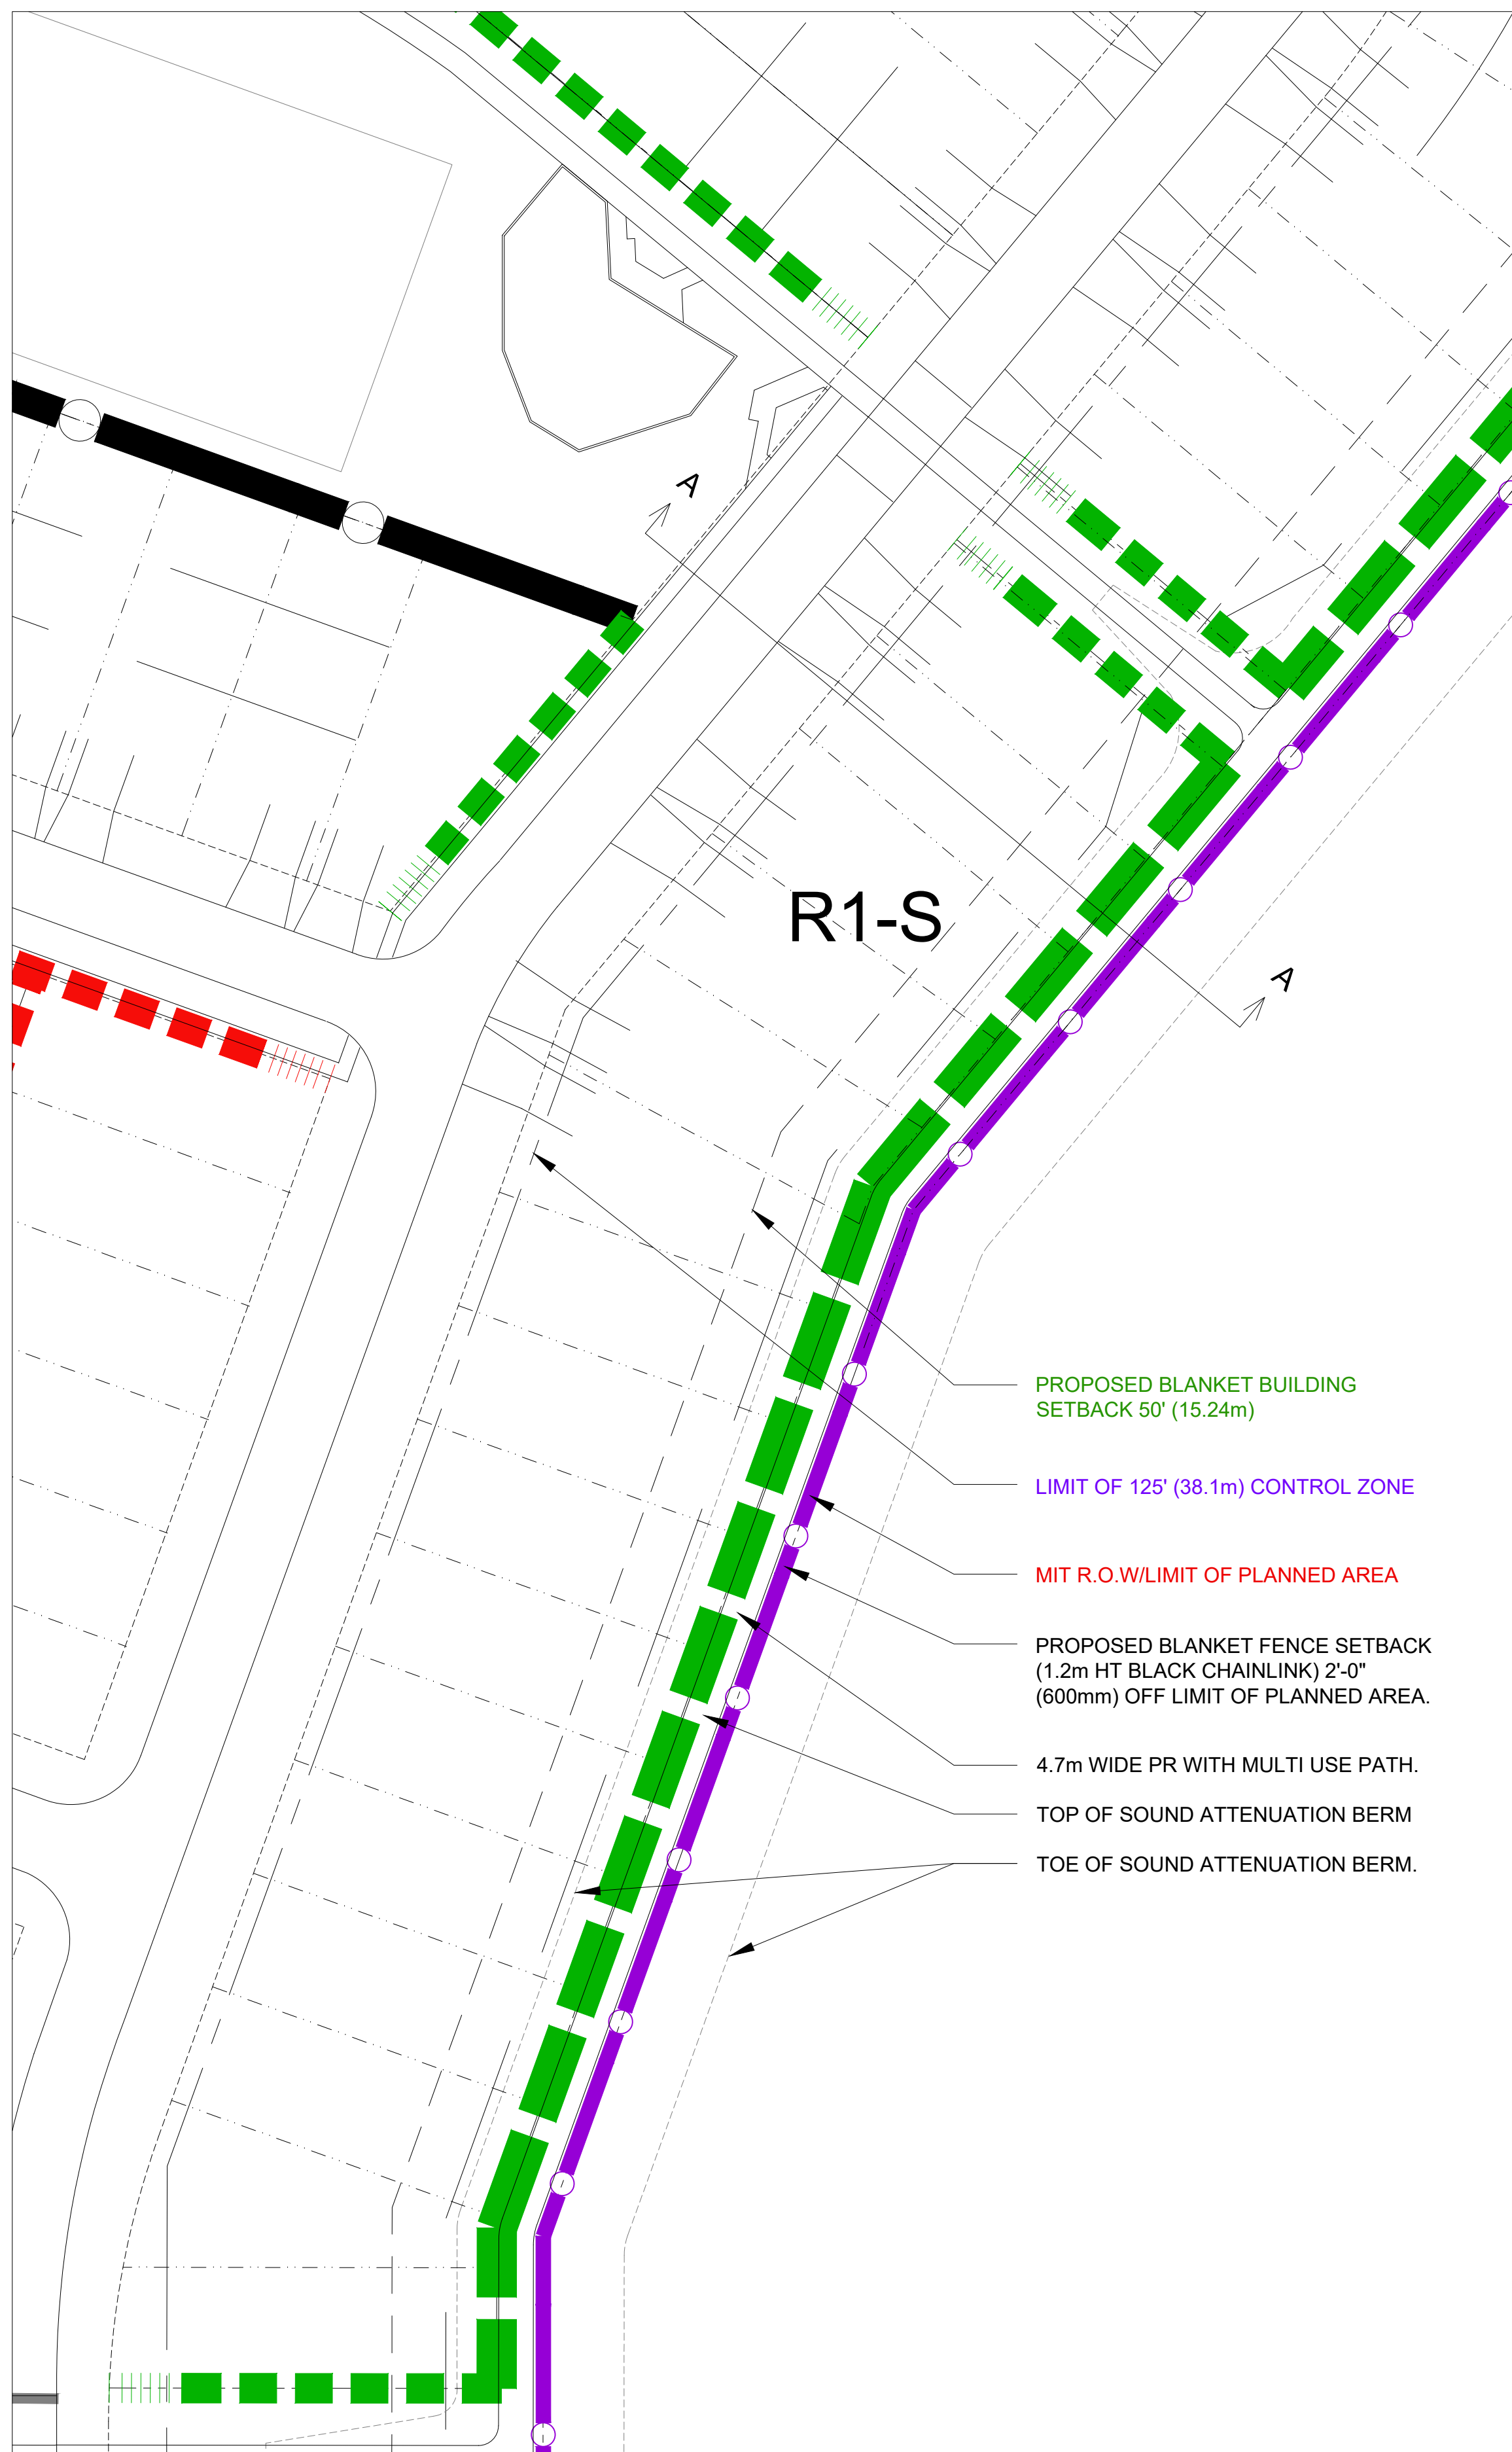 A
R1-S
A
PROPOSED BLANKET BUILDING
SETBACK 50' (15.24m)
LIMIT OF 125' (38.1m) CONTROL ZONE
MIT R.O.W/LIMIT OF PLANNED AREA
PROPOSED BLANKET FENCE SETBACK
(1.2m HT BLACK CHAINLINK) 2'-0"
(600mm) OFF LIMIT OF PLANNED AREA.
4.7m WIDE PR WITH MULTI USE PATH.
TOP OF SOUND ATTENUATION BERM
TOE OF SOUND ATTENUATION BERM.